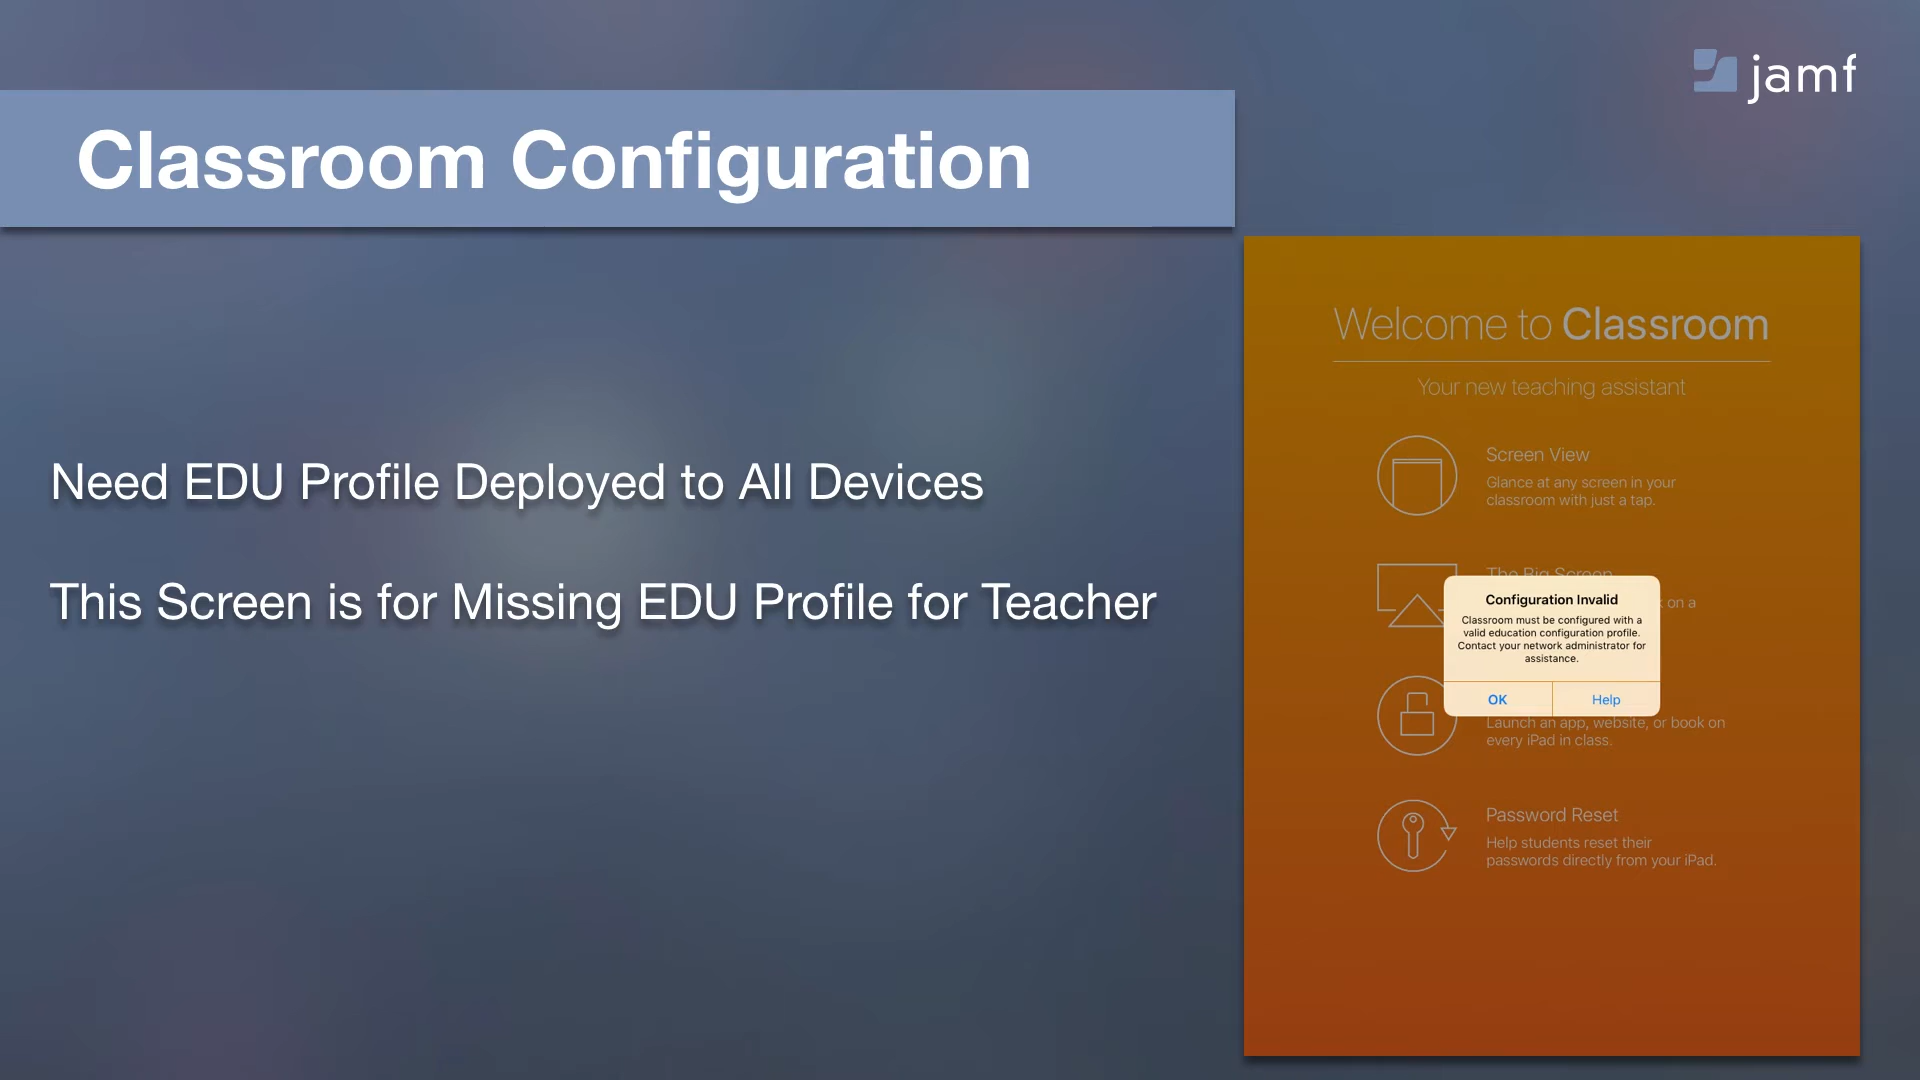 jamf
Classroom Configuration
Need EDU Profile Deployed to All Devices
This Screen is for Missing EDU Profile for Teacher
Welcome to Classroom
Your new teaching assistant
Screen View
Glance at any screen in your
classroom with just a tap.
The Big Screen
on a
Configuration Invalid
Classroom must be configured with a
valid education configuration profile.
Contact your network administrator for
assistance.
OK
Help
Launch an app, website, or book on
every iPad in class.
Password Reset
Help students reset their
passwords directly from your iPad.